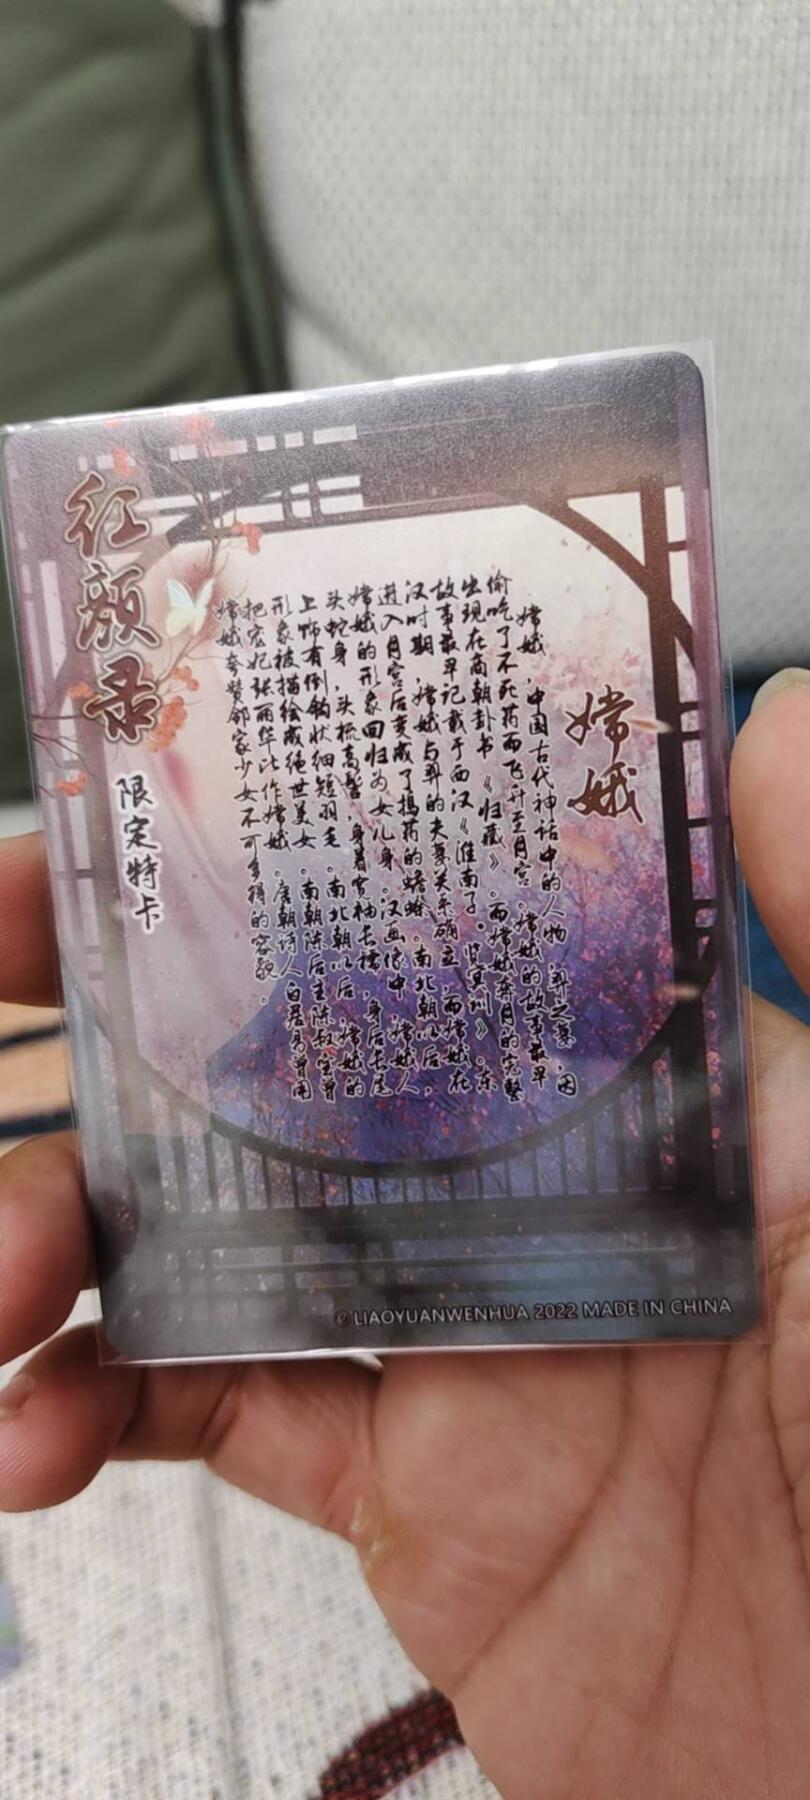 嫦娥
嫦娥，中国古代神话中的人物，羿之妻，因
偷吃了不死药而飞升至月宫。嫦娥的故事最早
出现在商朝卦书《归藏》。而嫦娥奔月的完整
故事最早记载于西汉《淮南子。览冥训》。东
汉时期，嫦娥与羿的夫妻关系确立，而嫦娥在
进入月宫后变成了捣药的蟾蜍。南北朝以后，
嫦娥的形象回归为女儿身。汉画像中，嫦娥人
头蛇身，头梳高髻，身着宽袖长襦，身后长尾
上饰有倒钩状细短羽毛。南北朝以后，嫦娥的
形象被描绘成绝世美女。南朝陈后主陈叔宝曾
把宠妃张丽华比作嫦娥。唐朝诗人白居易曾用
嫦娥夸赞邻家少女不可多得的容貌。
红颜录
限定特卡
©LIAOYUANWENHUA 2022 MADE IN CHINA